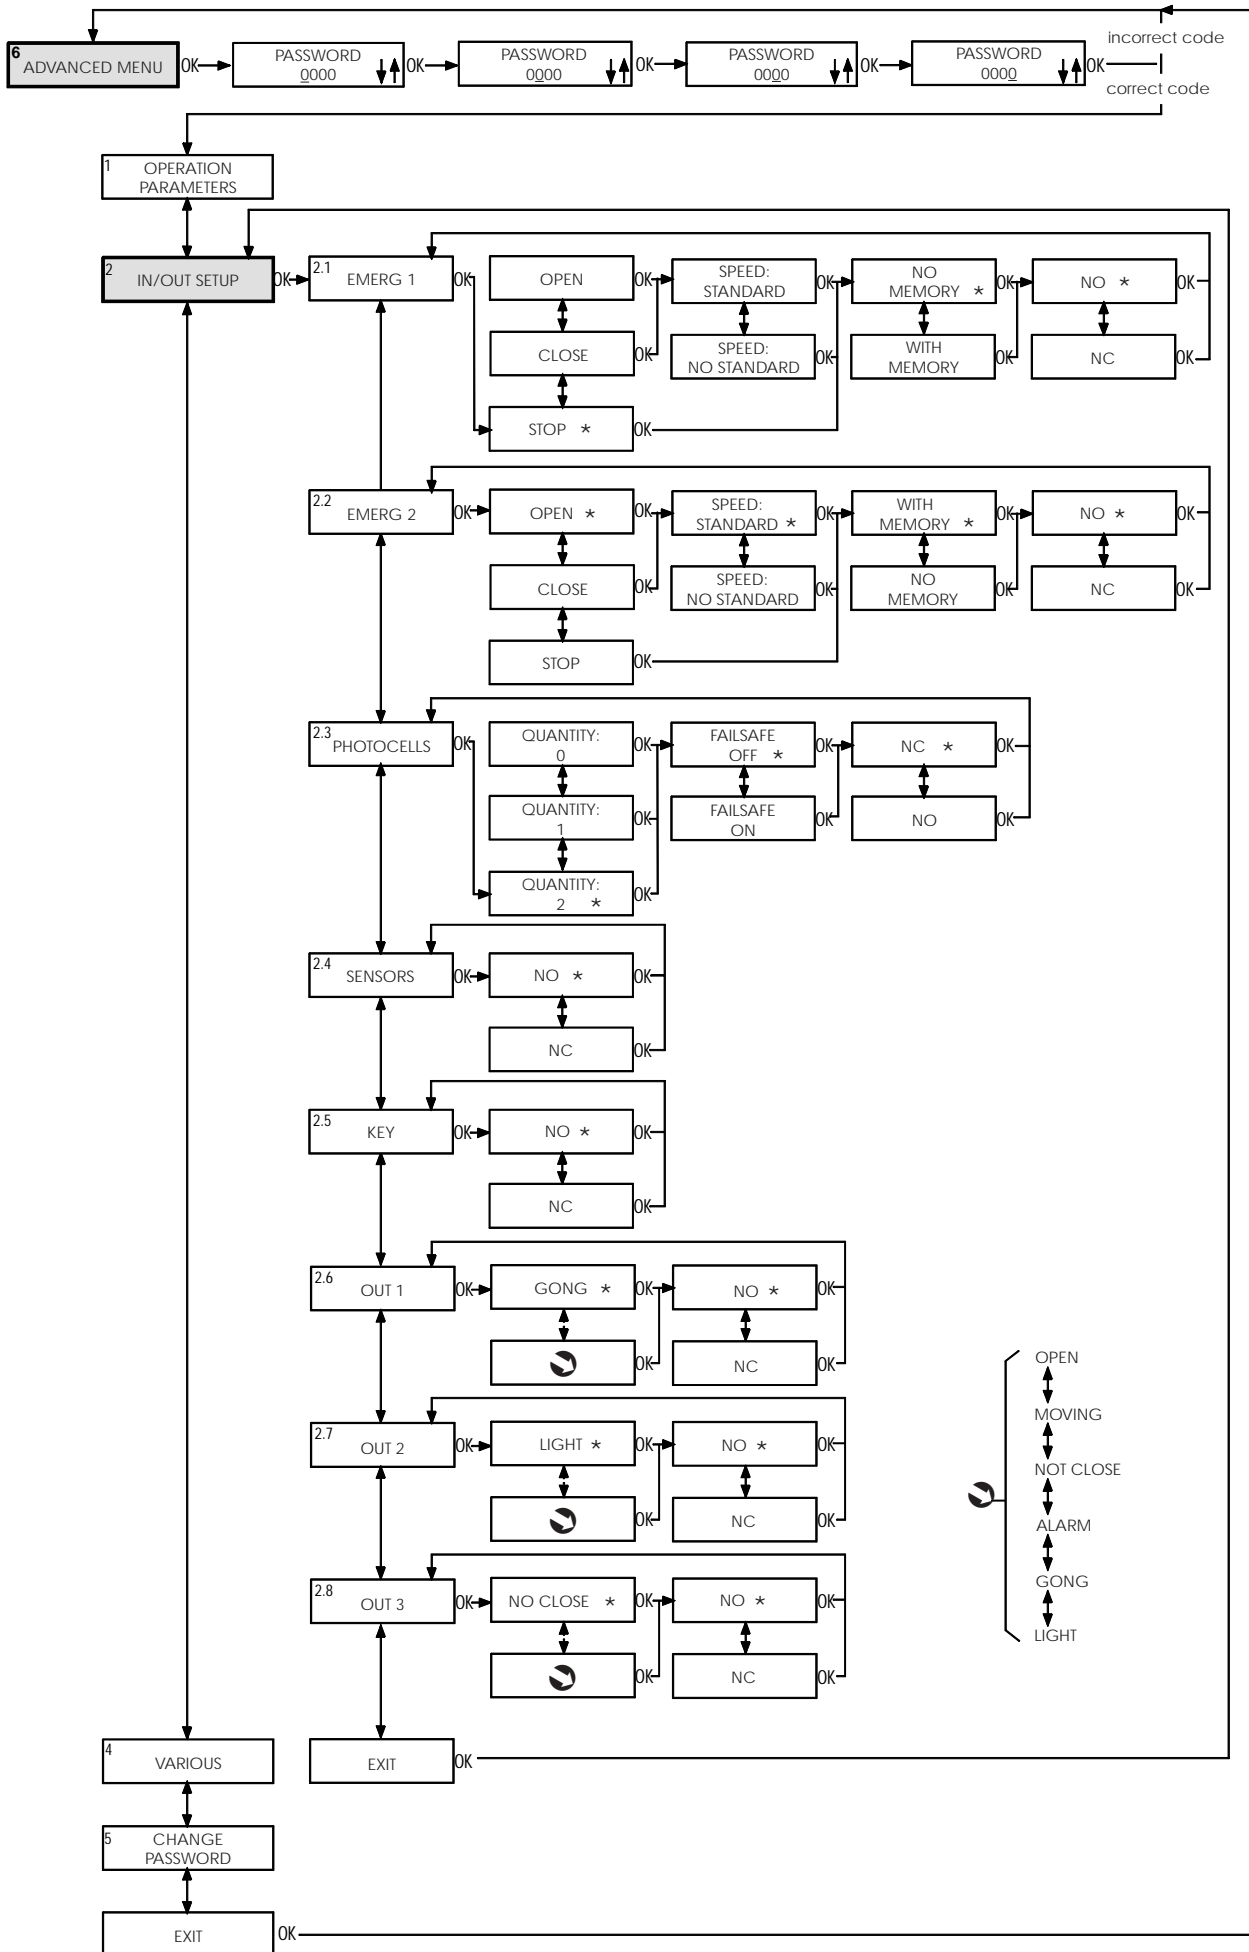 incorrect code
6
ADVANCED MENU
OK
PASSWORD
0000
OK
PASSWORD
0000
OK
PASSWORD
0000
OK
PASSWORD
0000
OK
correct code
1
OPERATION
PARAMETERS
2
IN/OUT SETUP
OK
2.1
EMERG 1
OK
OPEN
OK
SPEED:
STANDARD
OK
NO
MEMORY *
OK
NO *
OK
CLOSE
OK
SPEED:
NO STANDARD
OK
WITH
MEMORY
OK
NC
OK
STOP *
OK
2.2
EMERG 2
OK
OPEN *
OK
SPEED:
STANDARD *
OK
WITH
MEMORY *
OK
NO *
OK
CLOSE
OK
SPEED:
NO STANDARD
OK
NO
MEMORY
OK
NC
OK
STOP
OK
2.3
PHOTOCELLS
OK
QUANTITY:
0
OK
FAILSAFE
OFF *
OK
NC *
OK
QUANTITY:
1
OK
FAILSAFE
ON
OK
NO
OK
QUANTITY:
2 *
OK
2.4
SENSORS
OK
NO *
OK
NC
OK
2.5
KEY
OK
NO *
OK
NC
OK
2.6
OUT 1
OK
GONG *
OK
NO *
OK
OK
NC
OK
2.7
OUT 2
OK
LIGHT *
OK
NO *
OK
OK
NC
OK
2.8
OUT 3
OK
NO CLOSE *
OK
NO *
OK
OK
NC
OK
OPEN
MOVING
NOT CLOSE
ALARM
GONG
LIGHT
4
VARIOUS
EXIT
OK
5
CHANGE
PASSWORD
EXIT
OK